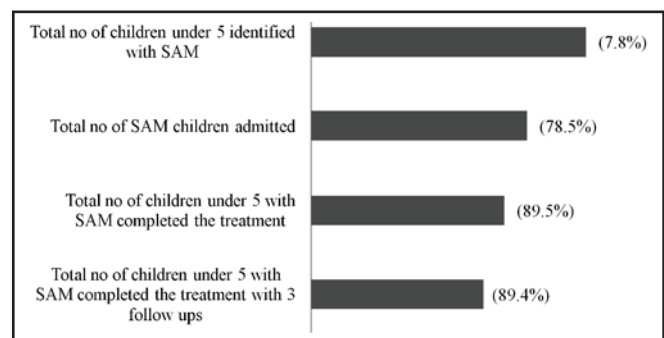 Total no of children under 5 identified
with SAM
(7.8%)
Total no of SAM children admitted
(78.5%)
Total no of children under 5 with
SAM completed the treatment
(89.5%)
Total no of children under 5 with
SAM completed the treatment with 3
follow ups
(89.4%)